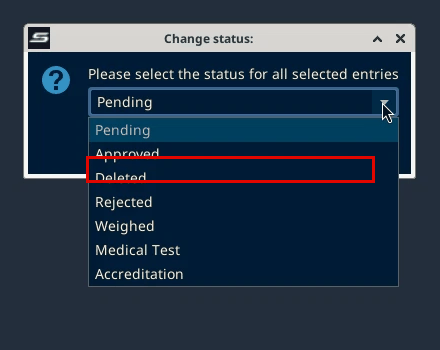 Change status:
Please select the status for all selected entries
Pending
Pending
Approved
Deleted
Rejected
Weighed
Medical Test
Accreditation